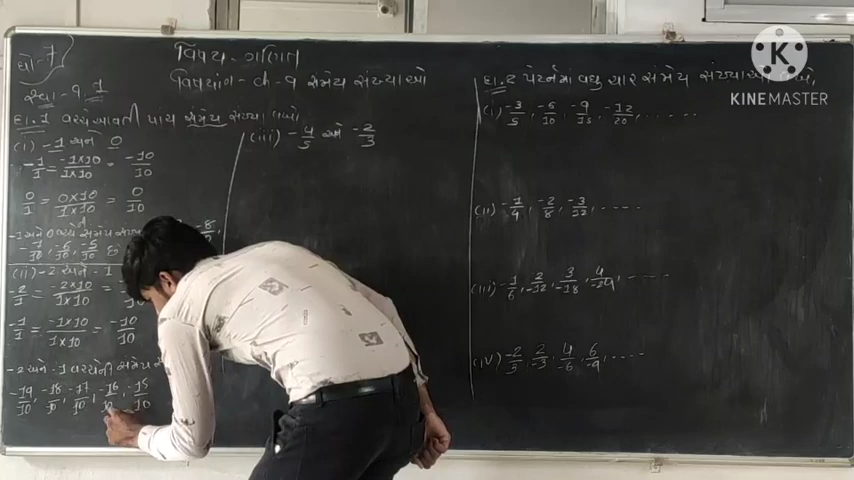 ધો-7
વિષય-ગણિત
વિષયાંગ-ch-9 સંમેય સંખ્યાઓ
સ્વા-9.1
દા.1 વચ્ચે આવતી પાંચ સંમેય સંખ્યા લખો
(i) -1 અને 0
-1/1 = -1×10/1×10 = -10/10
0/1 = 0×10/1×10 = 0/10
-1 અને 0 વચ્ચે સંમેય
-8/
-7/10, -6/10, -5/10 છે
(ii) -2 અને -1
-2/1 = -2×10/1×10 =
-1/1 = -1×10/1×10 = -10/10
-2 અને -1 વચ્ચેની સંમેય
-19/10, -18/10, -17/10, -16/10, -15/10
(iii) -4/5 અને -2/3
દા.2 પેટર્નમાં વધુ ચાર સંમેય સંખ્યાઓ લખો.
(i) -3/5, -6/10, -9/15, -12/20, ......
(ii) -1/4, -2/8, -3/12, ----
(iii) -1/6, 2/-12, 3/-18, 4/-24, ----
(iv) -2/3, 2/-3, 4/-6, 6/-9, ----
K
KINEMASTER